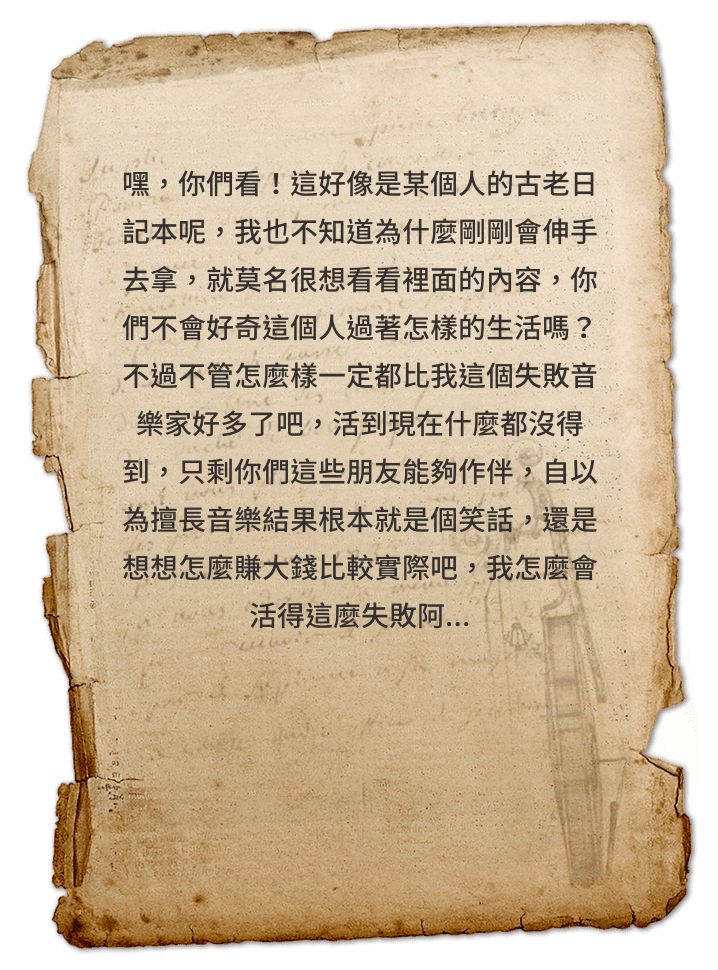 嘿，你們看！這好像是某個人的古老日
記本呢，我也不知道為什麼剛剛會伸手
去拿，就莫名很想看看裡面的內容，你
們不會好奇這個人過著怎樣的生活嗎？
不過不管怎麼樣一定都比我這個失敗音
樂家好多了吧，活到現在什麼都沒得
到，只剩你們這些朋友能夠作伴，自以
為擅長音樂結果根本就是個笑話，還是
想想怎麼賺大錢比較實際吧，我怎麼會
活得這麼失敗阿...